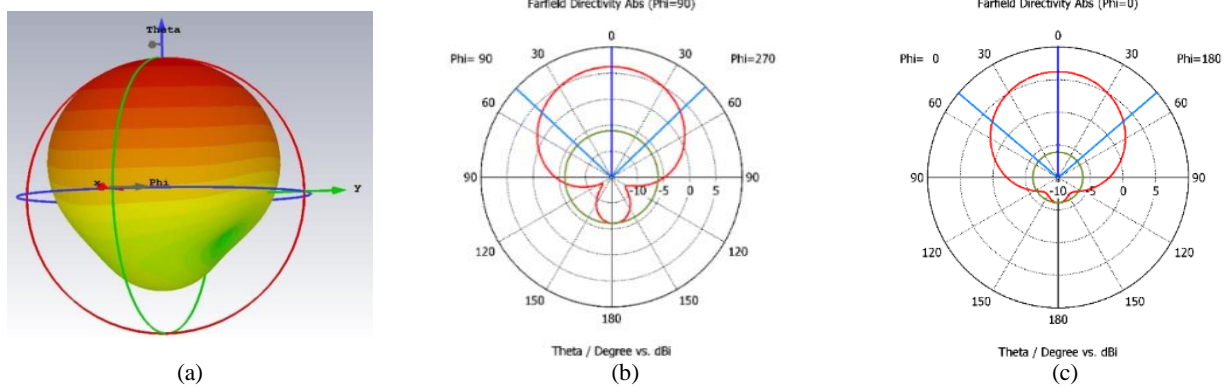 Theta
x
Phi
y
(a)
Farfield Directivity Abs (Phi=90)
0
30
30
Phi= 90
Phi=270
60
60
90
-10
-5
0
5
90
120
120
150
150
180
Theta / Degree vs. dBi
(b)
Farfield Directivity Abs (Phi=0)
0
30
30
Phi= 0
Phi=180
60
60
90
-10
-5
0
5
90
120
120
150
150
180
Theta / Degree vs. dBi
(c)